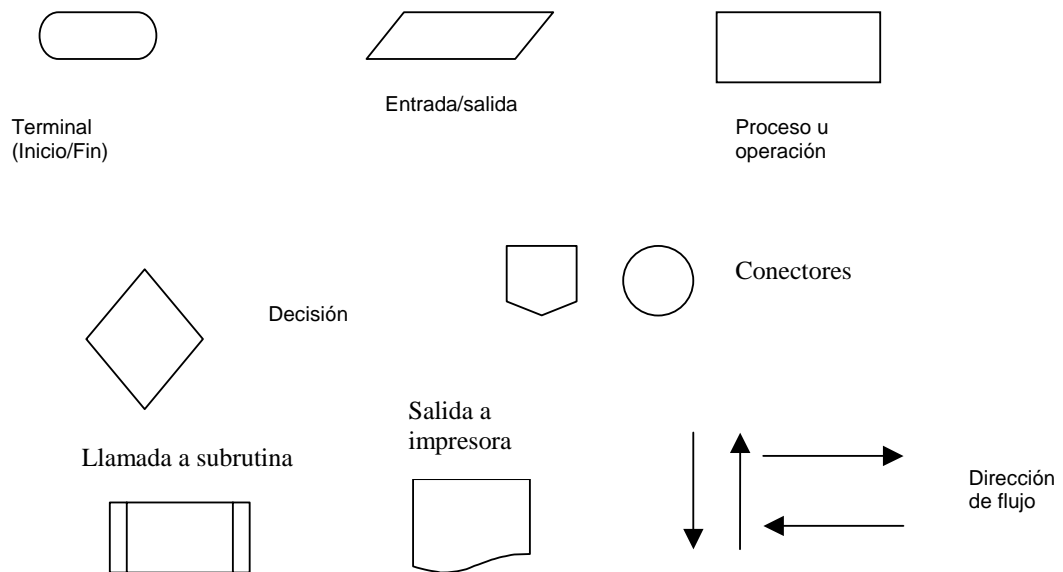 Entrada/salida
Terminal
(Inicio/Fin)
Proceso u
operación
Conectores
Decisión
Salida a
impresora
Llamada a subrutina
Dirección
de flujo